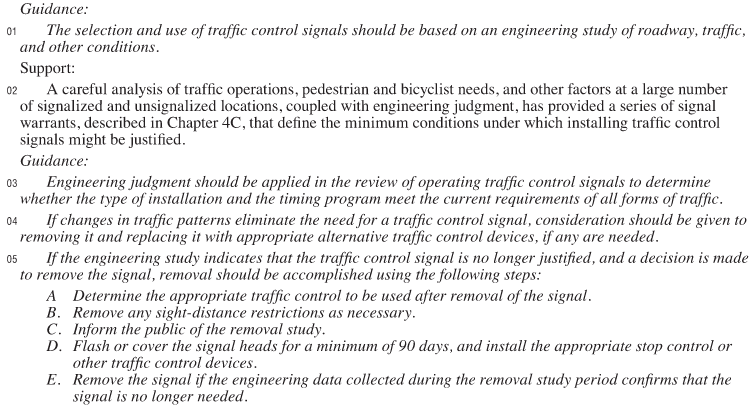 Guidance:
01 The selection and use of traffic control signals should be based on an engineering study of roadway, traffic,
and other conditions.
Support:
02 A careful analysis of traffic operations, pedestrian and bicyclist needs, and other factors at a large number
of signalized and unsignalized locations, coupled with engineering judgment, has provided a series of signal
warrants, described in Chapter 4C, that define the minimum conditions under which installing traffic control
signals might be justified.
Guidance:
03 Engineering judgment should be applied in the review of operating traffic control signals to determine
whether the type of installation and the timing program meet the current requirements of all forms of traffic.
04 If changes in traffic patterns eliminate the need for a traffic control signal, consideration should be given to
removing it and replacing it with appropriate alternative traffic control devices, if any are needed.
05 If the engineering study indicates that the traffic control signal is no longer justified, and a decision is made
to remove the signal, removal should be accomplished using the following steps:
A Determine the appropriate traffic control to be used after removal of the signal.
B. Remove any sight-distance restrictions as necessary.
C. Inform the public of the removal study.
D. Flash or cover the signal heads for a minimum of 90 days, and install the appropriate stop control or
other traffic control devices.
E. Remove the signal if the engineering data collected during the removal study period confirms that the
signal is no longer needed.